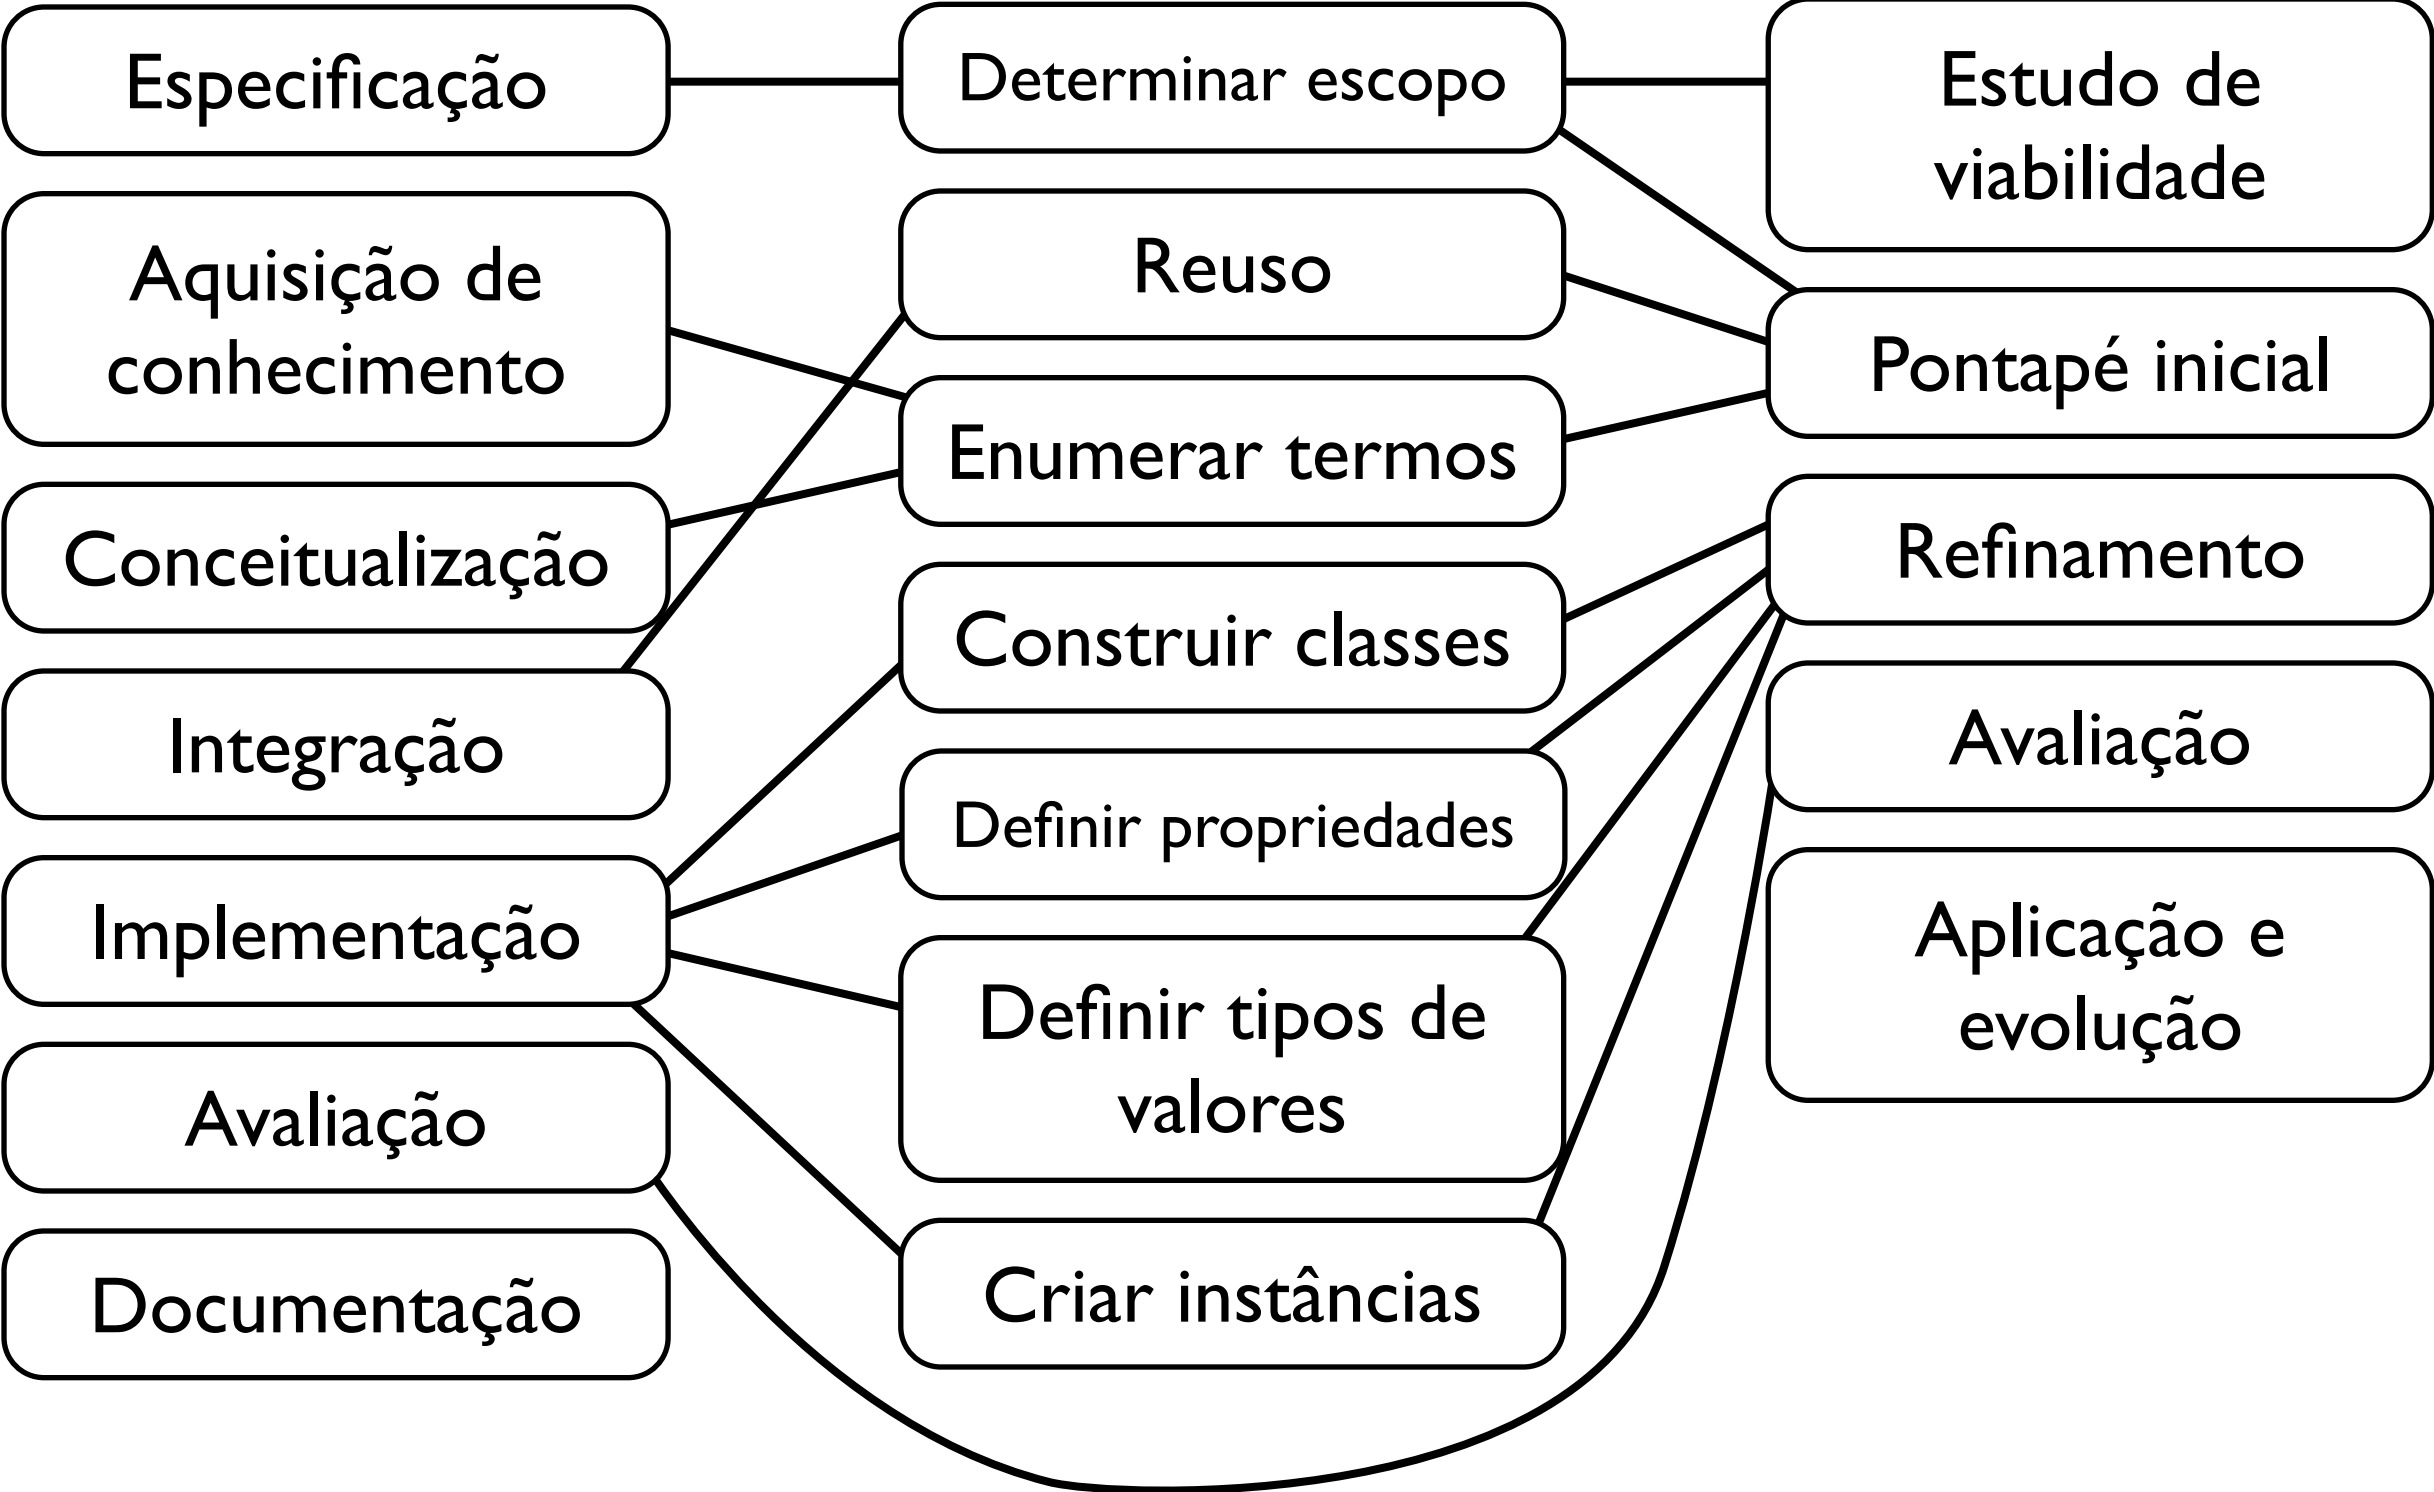 Especificação
Aquisição de
conhecimento
Conceitualização
Integração
Implementação
Avaliação
Documentação
Determinar escopo
Reuso
Enumerar termos
Construir classes
Definir propriedades
Definir tipos de
valores
Criar instâncias
Estudo de
viabilidade
Pontapé inicial
Refinamento
Avaliação
Aplicação e
evolução